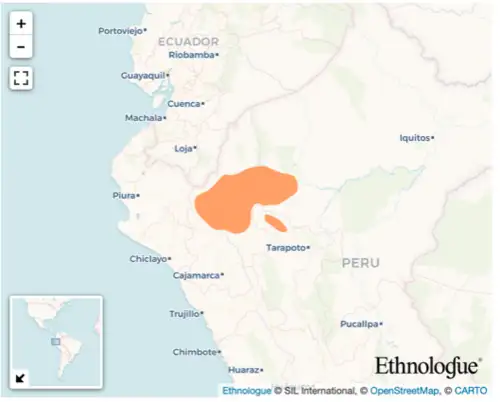 +
−
Portoviejo
ECUADOR
Riobamba
Guayaquil
Cuenca
Machala
Loja
Iquitos
Piura
Tarapoto
Chiclayo
PERU
Cajamarca
Trujillo
Pucallpa
Chimbote
Huaraz
Ethnologue®
Ethnologue © SIL International, © OpenStreetMap, © CARTO